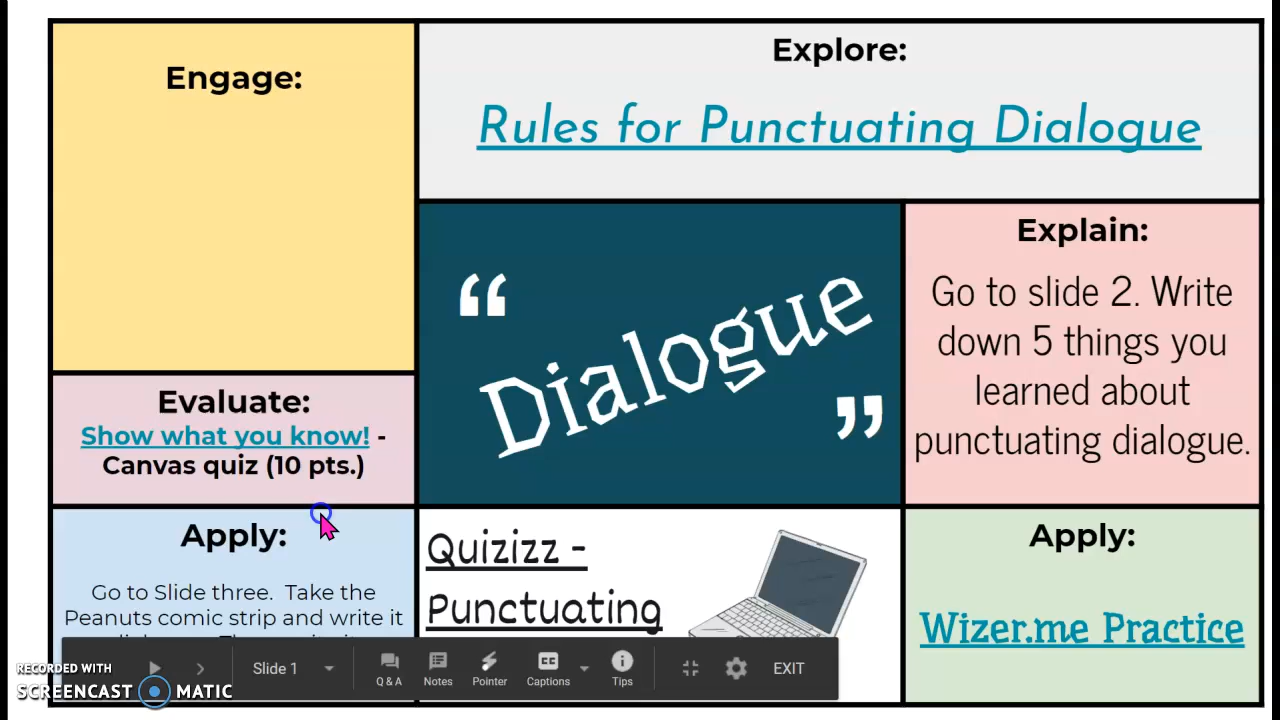 Engage:
Explore:
Rules for Punctuating Dialogue
“ Dialogue ”
Explain:
Go to slide 2. Write
down 5 things you
learned about
punctuating dialogue.
Evaluate:
Show what you know! -
Canvas quiz (10 pts.)
Apply:
Go to Slide three. Take the
Peanuts comic strip and write it
Quizizz -
Punctuating
Apply:
Wizer.me Practice
Slide 1
Q & A
Notes
Pointer
CC
Captions
Tips
EXIT
RECORDED WITH
SCREENCAST MATIC